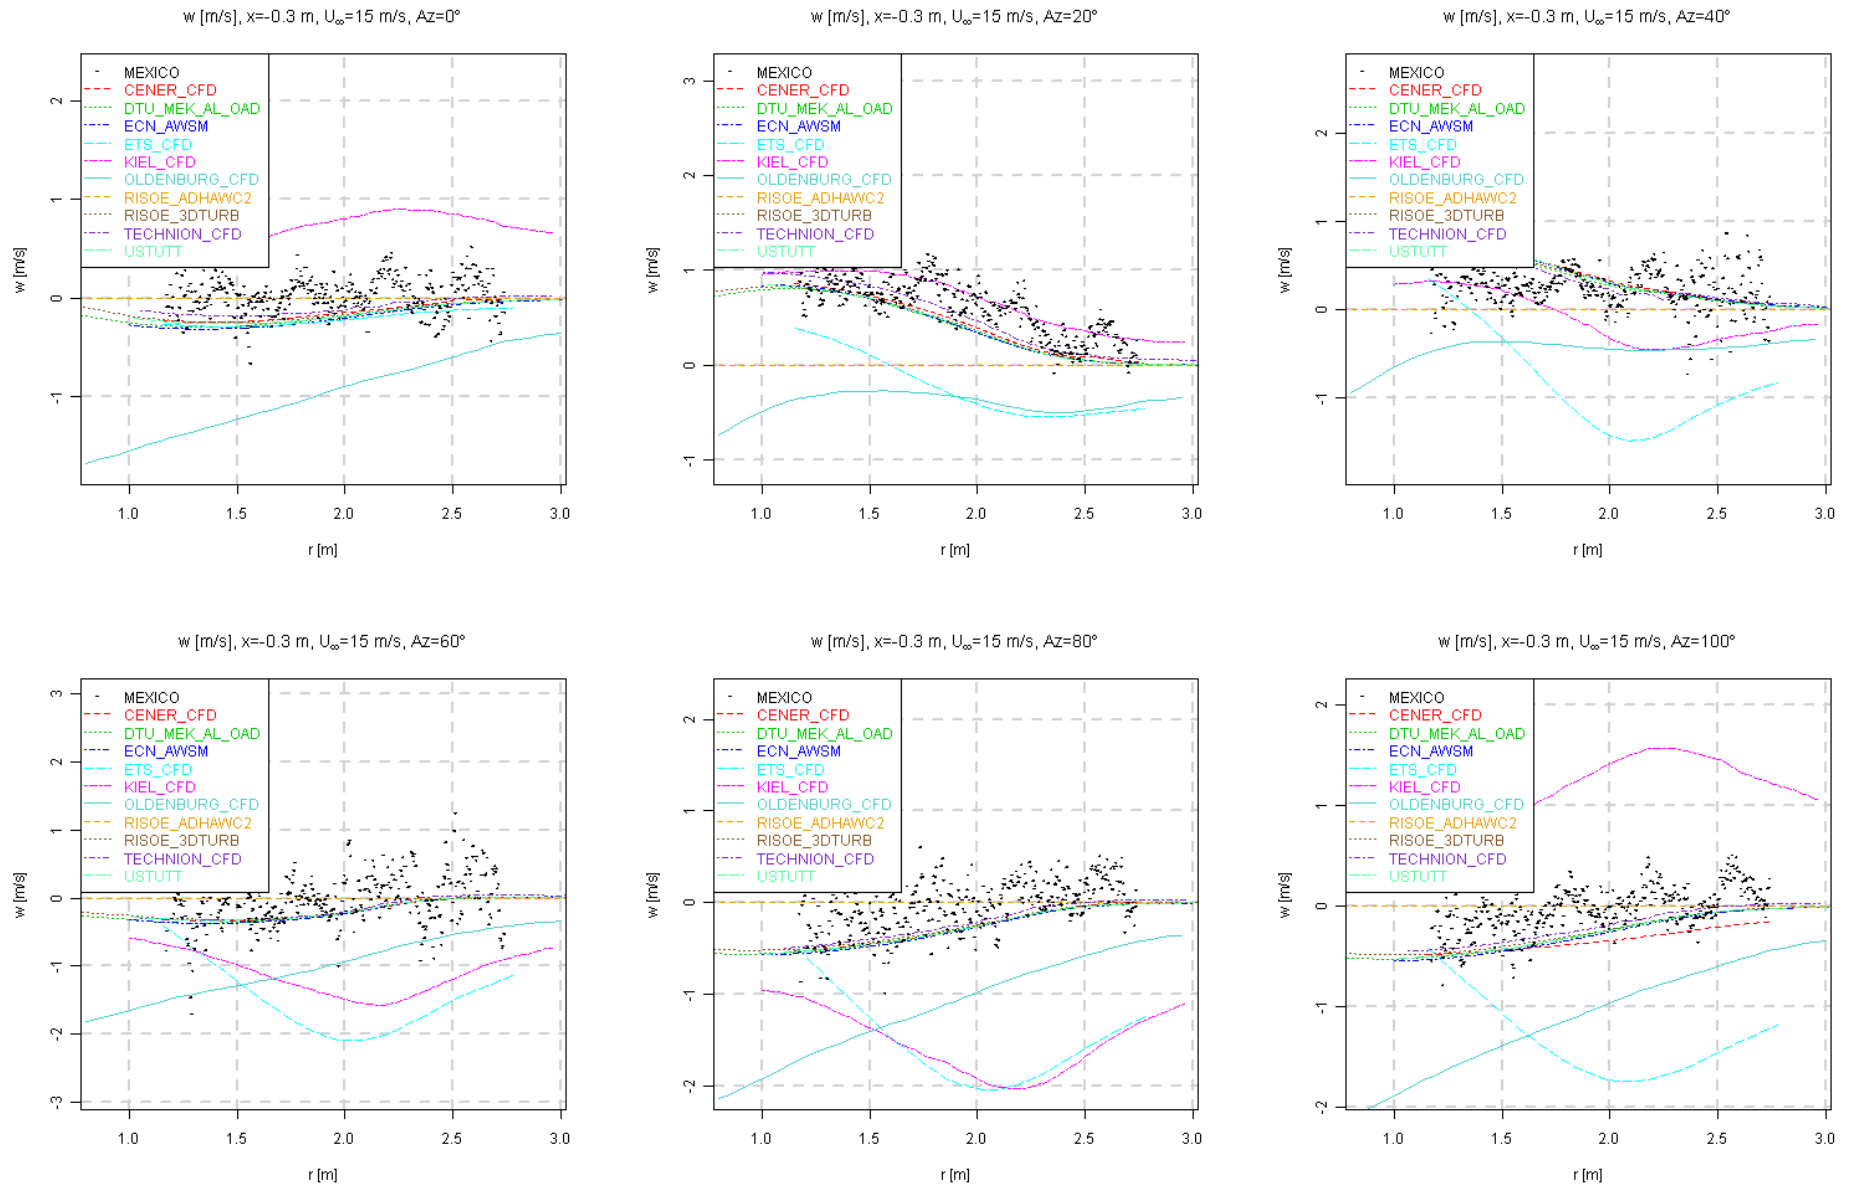 w [m/s], x=-0.3 m, U∞=15 m/s, Az=0°
MEXICO
CENER_CFD
DTU_MEK_AL_OAD
ECN_AWSM
ETS_CFD
KIEL_CFD
OLDENBURG_CFD
RISOE_ADHAWC2
RISOE_3DTURB
TECHNION_CFD
USTUTT
w [m/s]
2
1
0
-1
1.0 1.5 2.0 2.5 3.0
r [m]
w [m/s], x=-0.3 m, U∞=15 m/s, Az=20°
MEXICO
CENER_CFD
DTU_MEK_AL_OAD
ECN_AWSM
ETS_CFD
KIEL_CFD
OLDENBURG_CFD
RISOE_ADHAWC2
RISOE_3DTURB
TECHNION_CFD
USTUTT
w [m/s]
3
2
1
0
-1
1.0 1.5 2.0 2.5 3.0
r [m]
w [m/s], x=-0.3 m, U∞=15 m/s, Az=40°
MEXICO
CENER_CFD
DTU_MEK_AL_OAD
ECN_AWSM
ETS_CFD
KIEL_CFD
OLDENBURG_CFD
RISOE_ADHAWC2
RISOE_3DTURB
TECHNION_CFD
USTUTT
w [m/s]
2
1
0
-1
1.0 1.5 2.0 2.5 3.0
r [m]
w [m/s], x=-0.3 m, U∞=15 m/s, Az=60°
MEXICO
CENER_CFD
DTU_MEK_AL_OAD
ECN_AWSM
ETS_CFD
KIEL_CFD
OLDENBURG_CFD
RISOE_ADHAWC2
RISOE_3DTURB
TECHNION_CFD
USTUTT
w [m/s]
3
2
1
0
-1
-2
-3
1.0 1.5 2.0 2.5 3.0
r [m]
w [m/s], x=-0.3 m, U∞=15 m/s, Az=80°
MEXICO
CENER_CFD
DTU_MEK_AL_OAD
ECN_AWSM
ETS_CFD
KIEL_CFD
OLDENBURG_CFD
RISOE_ADHAWC2
RISOE_3DTURB
TECHNION_CFD
USTUTT
w [m/s]
2
1
0
-1
-2
1.0 1.5 2.0 2.5 3.0
r [m]
w [m/s], x=-0.3 m, U∞=15 m/s, Az=100°
MEXICO
CENER_CFD
DTU_MEK_AL_OAD
ECN_AWSM
ETS_CFD
KIEL_CFD
OLDENBURG_CFD
RISOE_ADHAWC2
RISOE_3DTURB
TECHNION_CFD
USTUTT
w [m/s]
2
1
0
-1
-2
1.0 1.5 2.0 2.5 3.0
r [m]